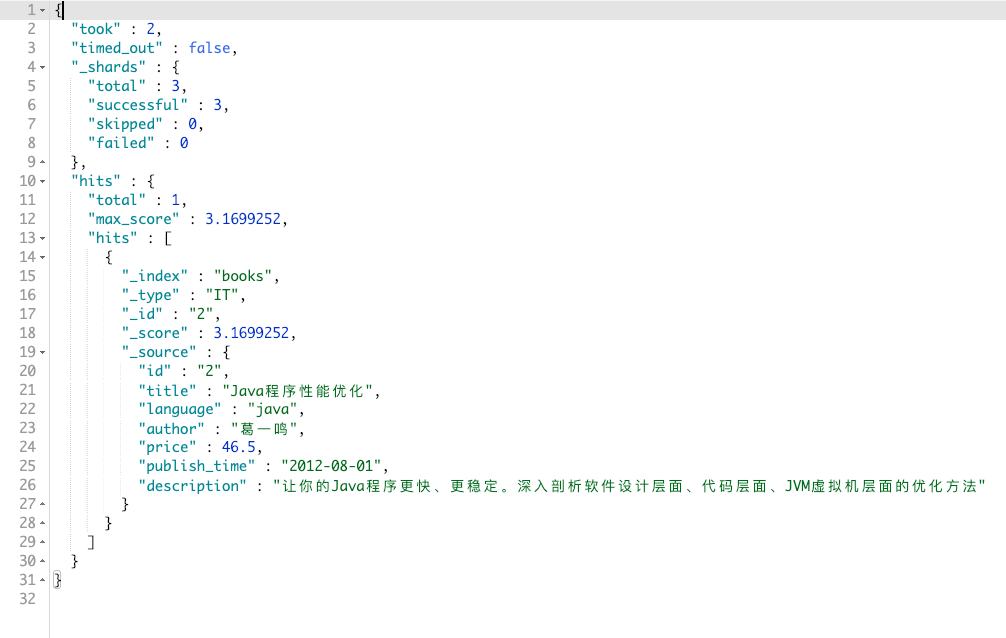 1 {
2 "took" : 2,
3 "timed_out" : false,
4 "_shards" : {
5 "total" : 3,
6 "successful" : 3,
7 "skipped" : 0,
8 "failed" : 0
9 },
10 "hits" : {
11 "total" : 1,
12 "max_score" : 3.1699252,
13 "hits" : [
14 {
15 "_index" : "books",
16 "_type" : "IT",
17 "_id" : "2",
18 "_score" : 3.1699252,
19 "_source" : {
20 "id" : "2",
21 "title" : "Java程序性能优化",
22 "language" : "java",
23 "author" : "葛一鸣",
24 "price" : 46.5,
25 "publish_time" : "2012-08-01",
26 "description" : "让你的Java程序更快、更稳定。深入剖析软件设计层面、代码层面、JVM虚拟机层面的优化方法"
27 }
28 }
29 ]
30 }
31 }
32